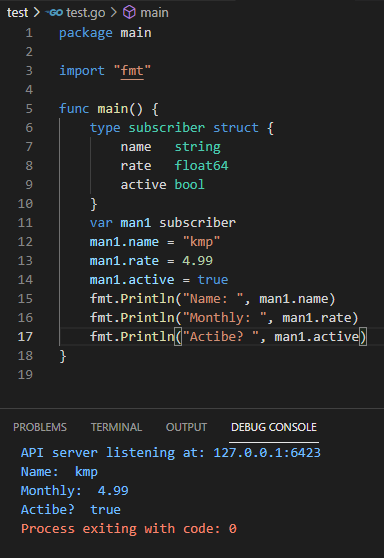 test > test.go > main
1 package main
2
3 import "fmt"
4
5 func main() {
6     type subscriber struct {
7         name   string
8         rate   float64
9         active bool
10     }
11     var man1 subscriber
12     man1.name = "kmp"
13     man1.rate = 4.99
14     man1.active = true
15     fmt.Println("Name: ", man1.name)
16     fmt.Println("Monthly: ", man1.rate)
17     fmt.Println("Actibe? ", man1.active)
18 }
19
PROBLEMS TERMINAL OUTPUT DEBUG CONSOLE
API server listening at: 127.0.0.1:6423
Name:  kmp
Monthly:  4.99
Actibe?  true
Process exiting with code: 0